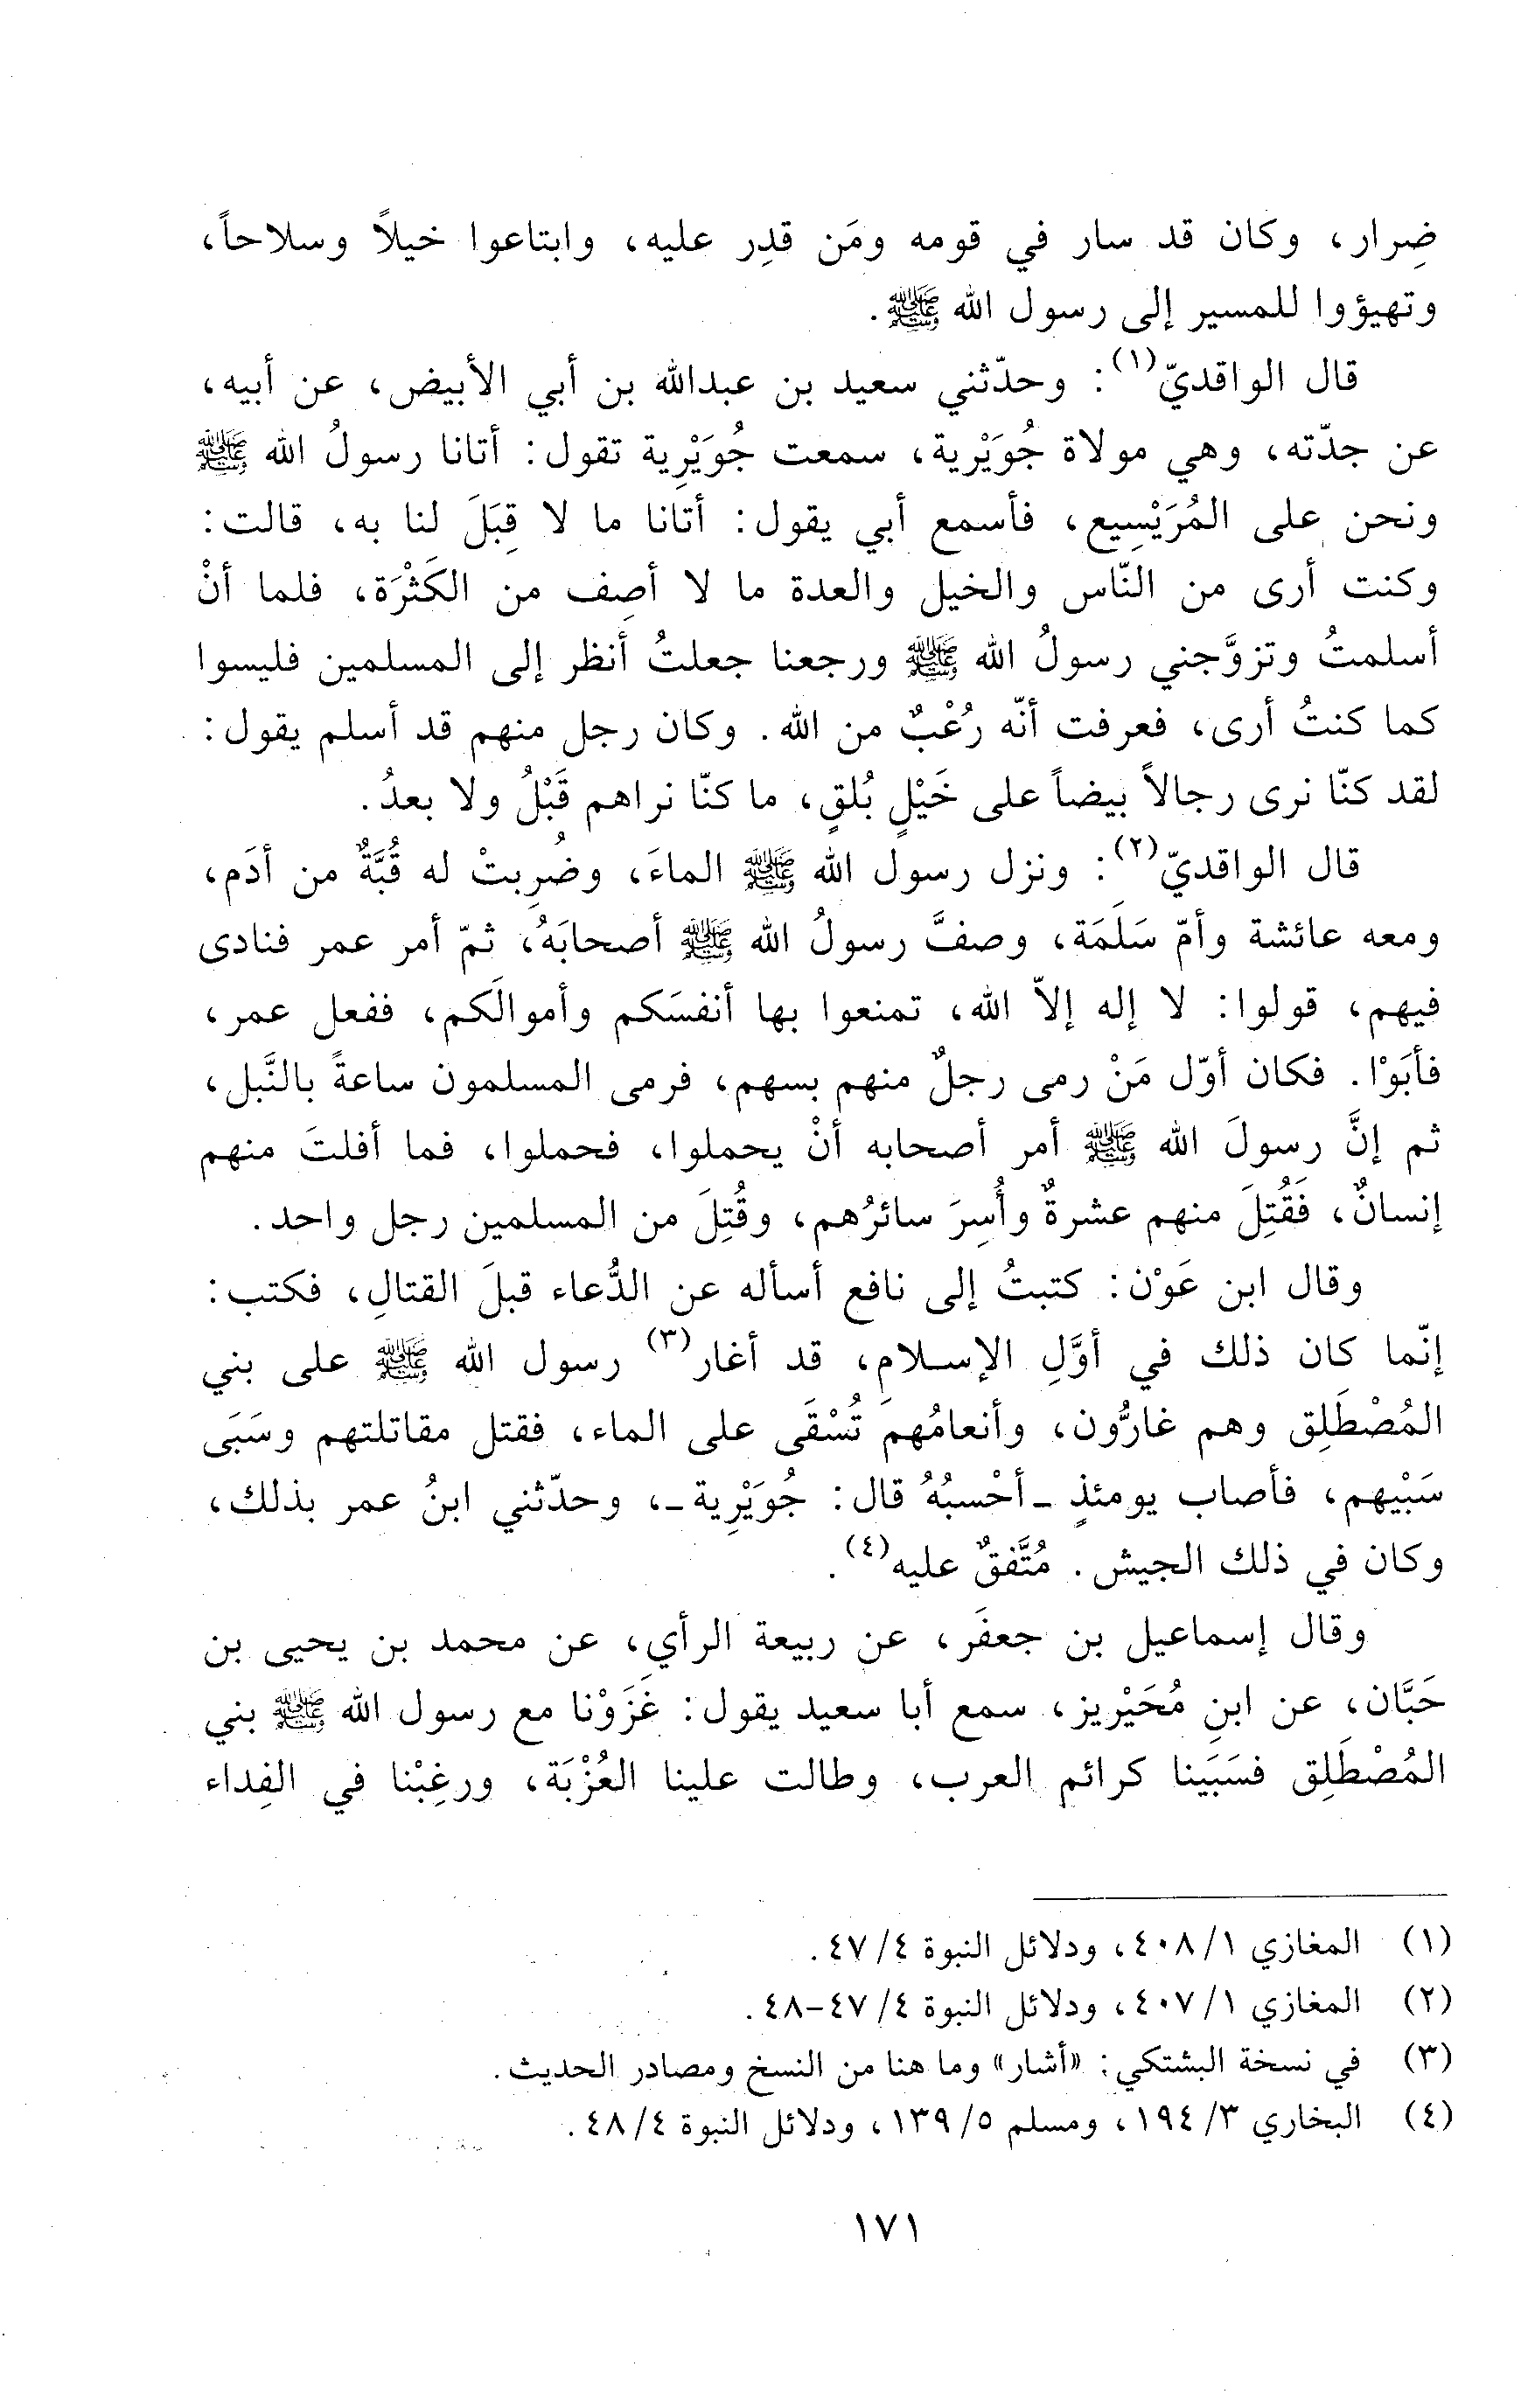 ضِرار، وكان قد سار في قومه ومَن قدِر عليه، وابتاعوا خيلاً وسلاحاً،
وتهيؤوا للمسير إلى رسول الله ﷺ.
قال الواقديّ(١): وحدّثني سعيد بن عبدالله بن أبي الأبيض، عن أبيه،
عن جدّته، وهي مولاة جُوَيْرية، سمعت جُوَيْرِية تقول: أتانا رسولُ الله ﷺ
ونحن على المُرَيْسِيع، فأسمع أبي يقول: أتانا ما لا قِبَلَ لنا به، قالت:
وكنت أرى من النّاس والخيل والعدة ما لا أصِف من الكَثْرَة، فلما أنْ
أسلمتُ وتزوَّجني رسولُ الله ﷺ ورجعنا جعلتُ أنظر إلى المسلمين فليسوا
كما كنتُ أرى، فعرفت أنّه رُعْبٌ من الله. وكان رجل منهم قد أسلم يقول:
لقد كنّا نرى رجالاً بيضاً على خَيْلٍ بُلقٍ، ما كنّا نراهم قَبْلُ ولا بعدُ.
قال الواقديّ(٢): ونزل رسول الله ﷺ الماءَ، وضُرِبتْ له قُبَّةٌ من أدَم،
ومعه عائشة وأمّ سَلَمَة، وصفَّ رسولُ الله ﷺ أصحابَهُ، ثمّ أمر عمر فنادى
فيهم، قولوا: لا إله إلاّ الله، تمنعوا بها أنفسَكم وأموالَكم، ففعل عمر،
فأبَوْا. فكان أوّل مَنْ رمى رجلٌ منهم بسهم، فرمى المسلمون ساعةً بالنَّبل،
ثم إنَّ رسولَ الله ﷺ أمر أصحابه أنْ يحملوا، فحملوا، فما أفلتَ منهم
إنسانٌ، فَقُتِلَ منهم عشرةٌ وأُسِرَ سائرُهم، وقُتِلَ من المسلمين رجل واحد.
وقال ابن عَوْن: كتبتُ إلى نافع أسأله عن الدُّعاء قبلَ القتالِ، فكتب:
إنّما كان ذلك في أوَّلِ الإسلام، قد أغار(٣) رسول الله ﷺ على بني
المُصْطَلِق وهم غارُّون، وأنعامُهم تُسْقَى على الماء، فقتل مقاتلتهم وسَبَى
سَبْيهم، فأصاب يومئذٍ -أحْسبُهُ قال: جُوَيْرِية-، وحدّثني ابنُ عمر بذلك،
وكان في ذلك الجيش. مُتَّفقٌ عليه(٤).
وقال إسماعيل بن جعفَر، عن ربيعة الرأي، عن محمد بن يحيى بن
حَبَّان، عن ابنِ مُحَيْريز، سمع أبا سعيد يقول: غَزَوْنا مع رسول الله ﷺ بني
المُصْطَلِق فسَبَينا كرائم العرب، وطالت علينا العُزْبَة، ورغِبْنا في الفِداء
(١) المغازي ١/ ٤٠٨، ودلائل النبوة ٤/ ٤٧.
(٢) المغازي ١/ ٤٠٧، ودلائل النبوة ٤/ ٤٧-٤٨.
(٣) في نسخة البشتكي: «أشار» وما هنا من النسخ ومصادر الحديث.
(٤) البخاري ٣/ ١٩٤، ومسلم ٥/ ١٣٩، ودلائل النبوة ٤/ ٤٨.
١٧١